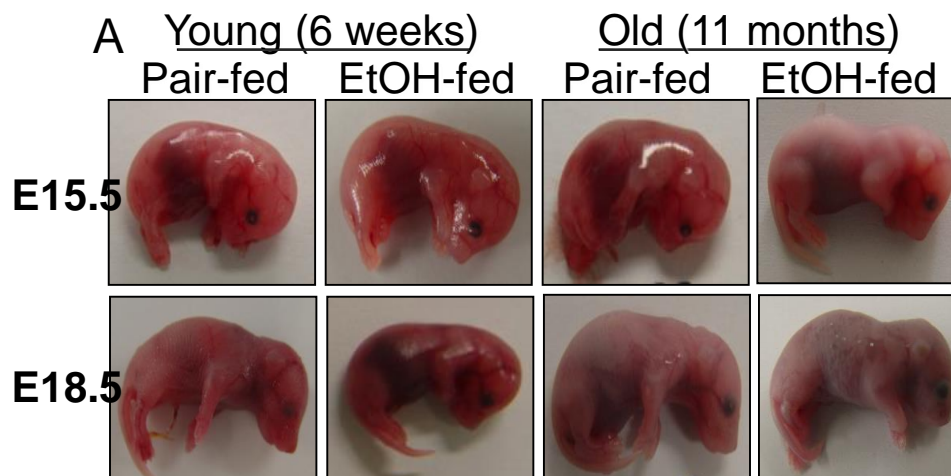 A Young (6 weeks) Old (11 months)
Pair-fed EtOH-fed Pair-fed EtOH-fed
E15.5
E18.5